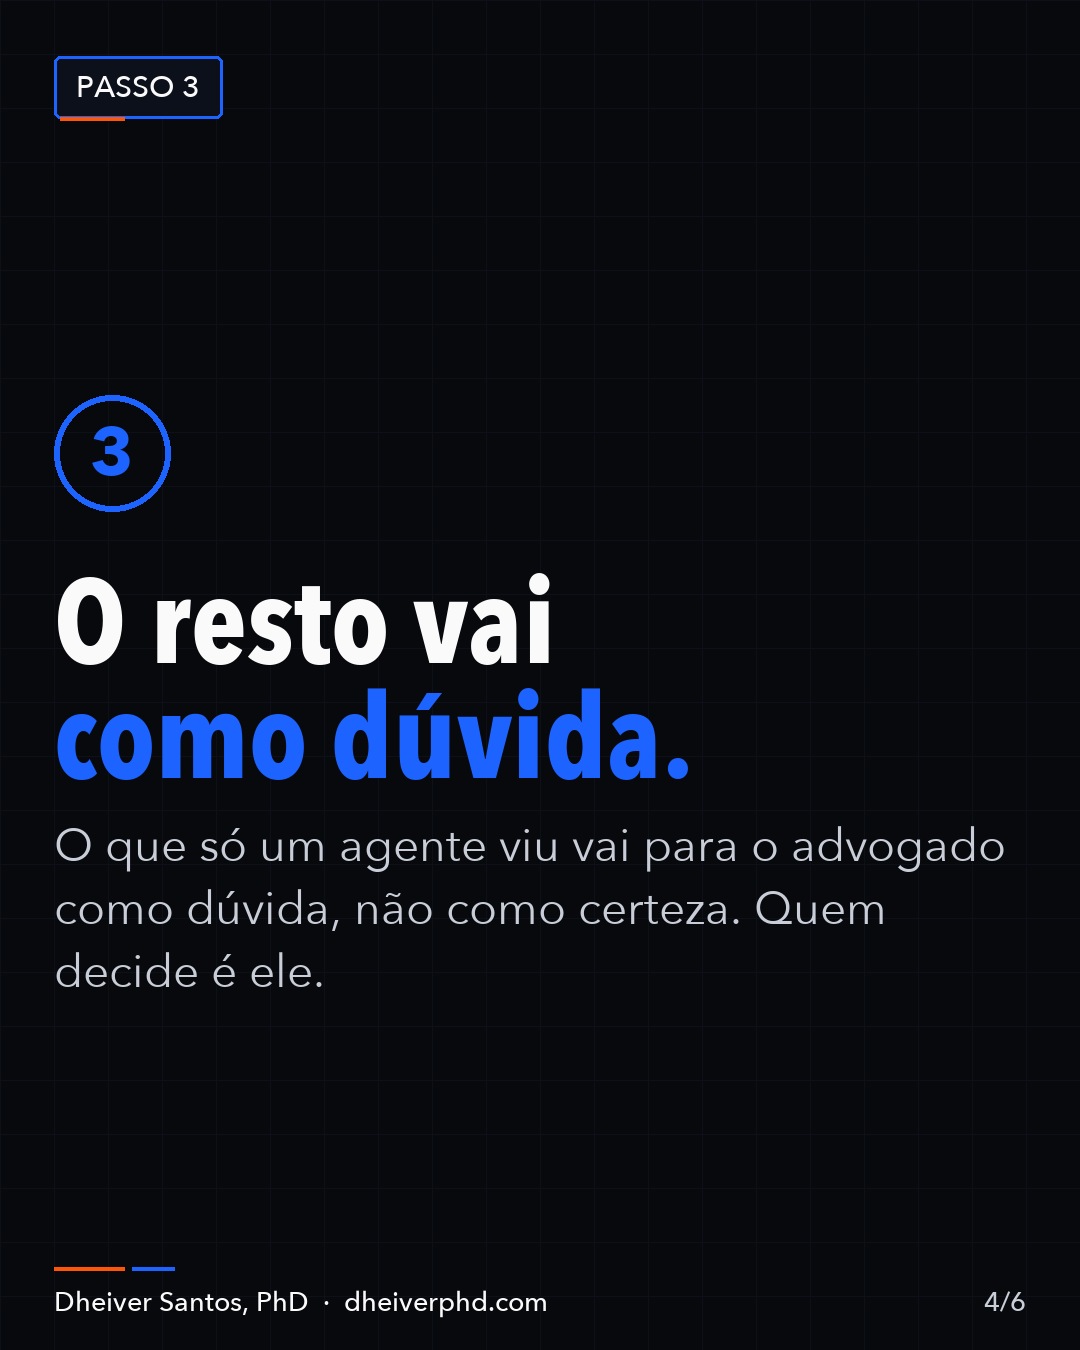 PASSO 3
3
O resto vai
como dúvida.
O que só um agente viu vai para o advogado
como dúvida, não como certeza. Quem
decide é ele.
Dheiver Santos, PhD · dheiverphd.com
4/6